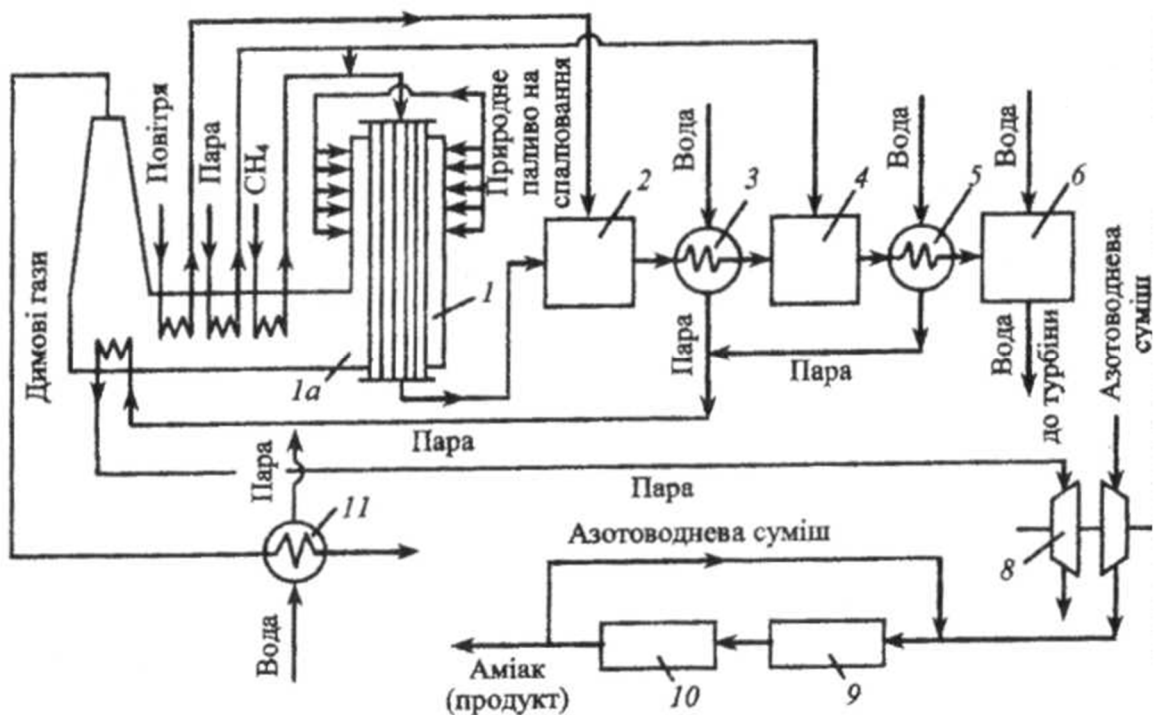 Повітря
Пара
CH₄
Природне
паливо на
спалювання
Вода
Вода
Вода
2
3
4
5
6
1
1а
Димові гази
Пара
Пара
Вода
до турбіни
Азотоводнева
суміш
Пара
Пара
Пара
11
Вода
Азотоводнева суміш
8
10
9
Аміак
(продукт)